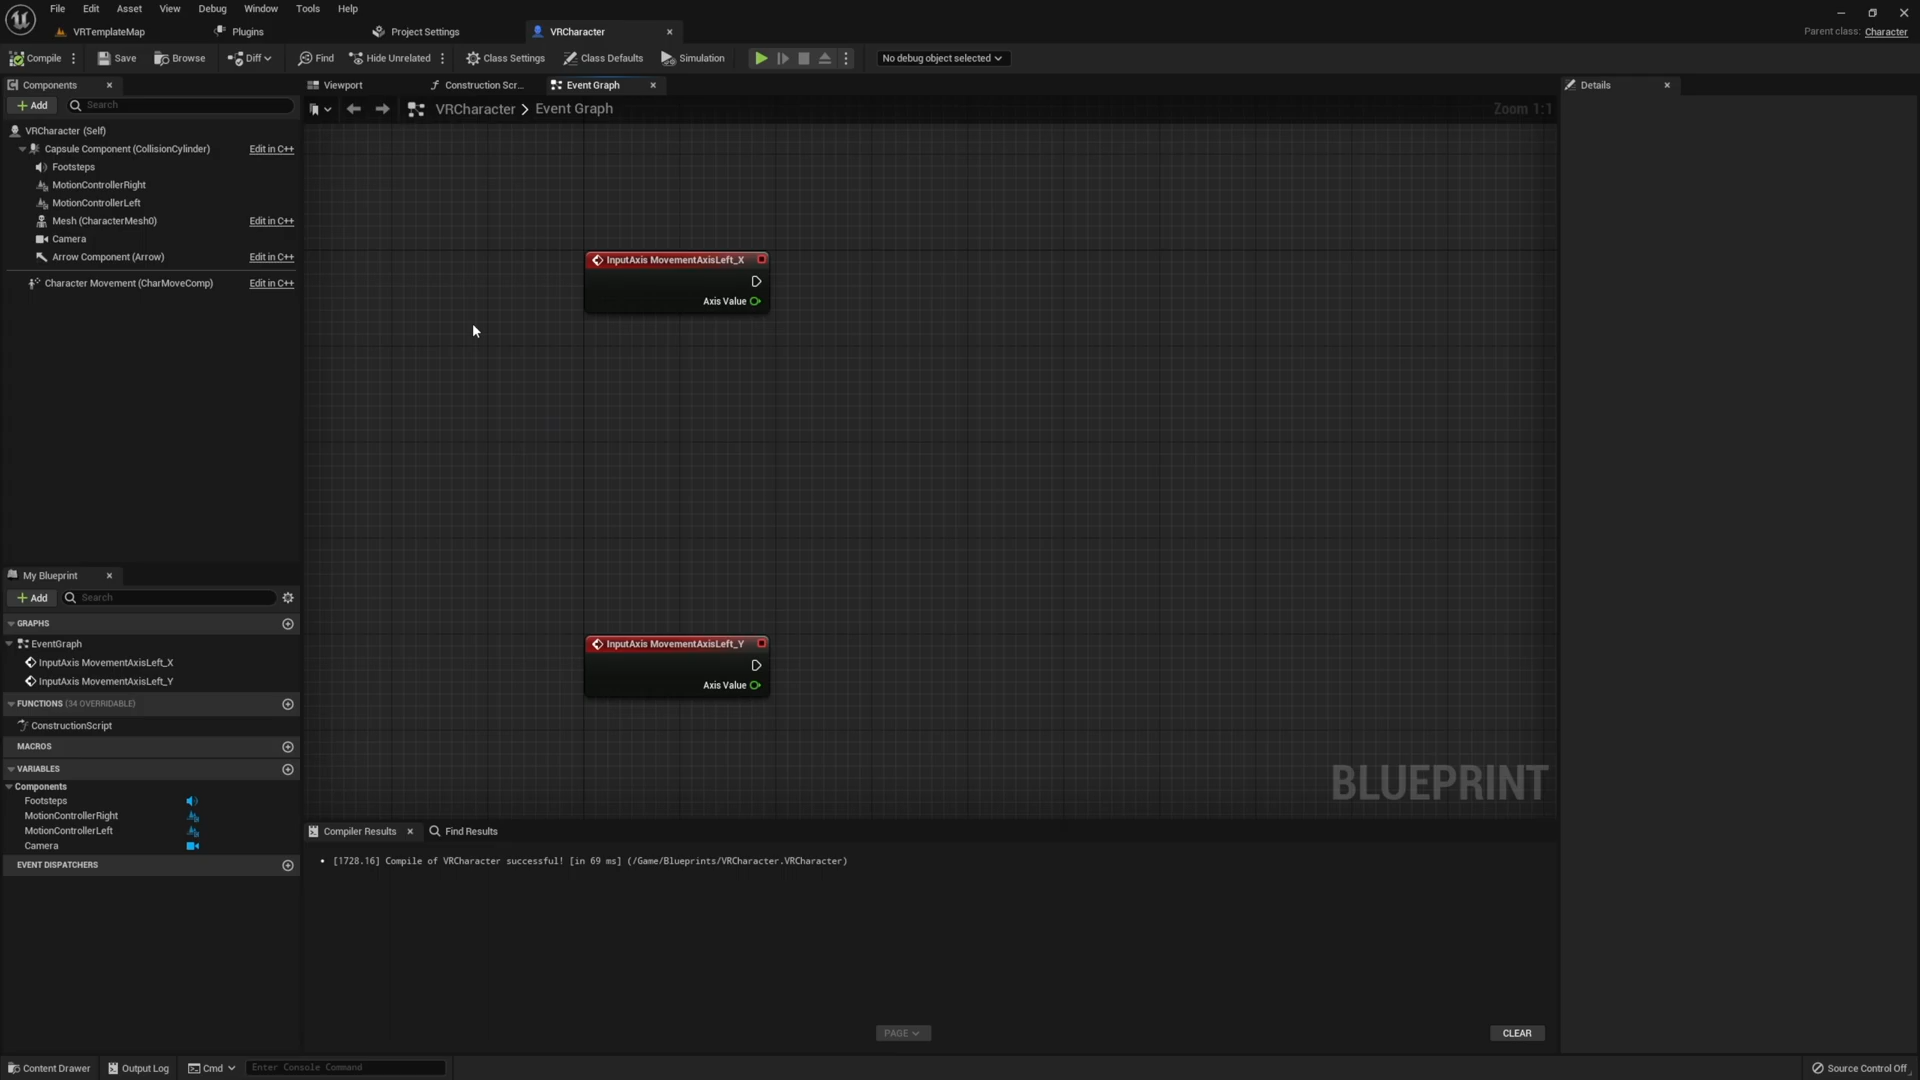 File Edit Asset View Debug Window Tools Help
VRTemplateMap Plugins Project Settings VRCharacter
Parent class: Character
Compile Save Browse Diff Find Hide Unrelated Class Settings Class Defaults Simulation No debug object selected
Components
Viewport Construction Scr... Event Graph
Details
Add Search
VRCharacter > Event Graph
Zoom 1:1
VRCharacter (Self)
Capsule Component (CollisionCylinder) Edit in C++
Footsteps
MotionControllerRight
MotionControllerLeft
Mesh (CharacterMesh0) Edit in C++
Camera
Arrow Component (Arrow) Edit in C++
Character Movement (CharMoveComp) Edit in C++
InputAxis MovementAxisLeft_X
Axis Value
InputAxis MovementAxisLeft_Y
Axis Value
BLUEPRINT
My Blueprint
Add Search
GRAPHS
EventGraph
InputAxis MovementAxisLeft_X
InputAxis MovementAxisLeft_Y
FUNCTIONS (34 OVERRIDABLE)
ConstructionScript
MACROS
VARIABLES
Components
Footsteps
MotionControllerRight
MotionControllerLeft
Camera
EVENT DISPATCHERS
Compiler Results Find Results
[1728.16] Compile of VRCharacter successful! [in 69 ms] (/Game/Blueprints/VRCharacter.VRCharacter)
PAGE
CLEAR
Content Drawer Output Log Cmd Enter Console Command
Source Control Off